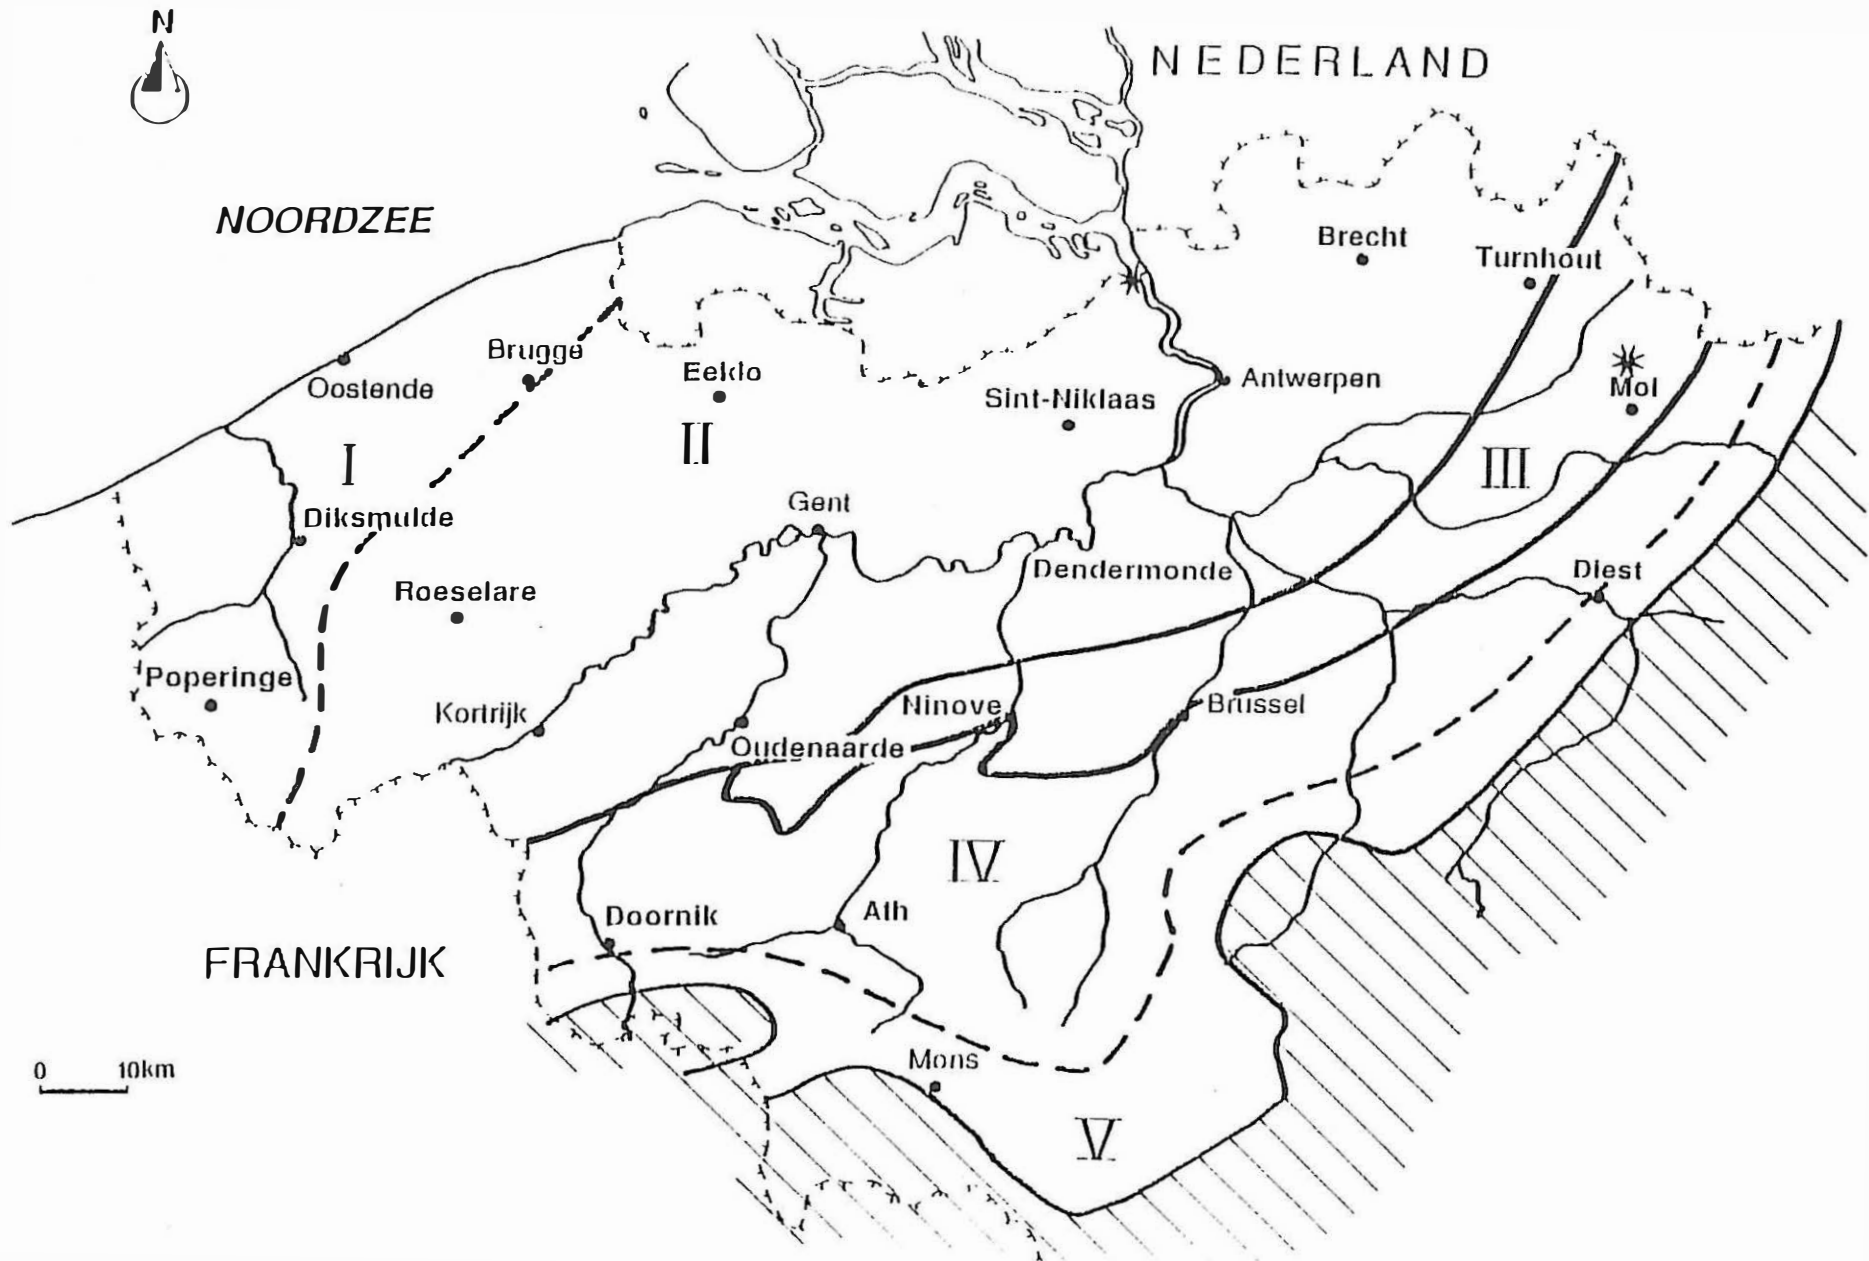 N
NEDERLAND
NOORDZEE
Brecht
Turnhout
Brugge
Eeklo
Oostende
Sint-Niklaas
Antwerpen
Mol
I
II
III
Gent
Diksmulde
Dendermonde
Diest
Roeselare
Poperinge
Kortrijk
Ninove
Brussel
Oudenaarde
IV
Doornik
Ath
FRANKRIJK
Mons
0 10km
V